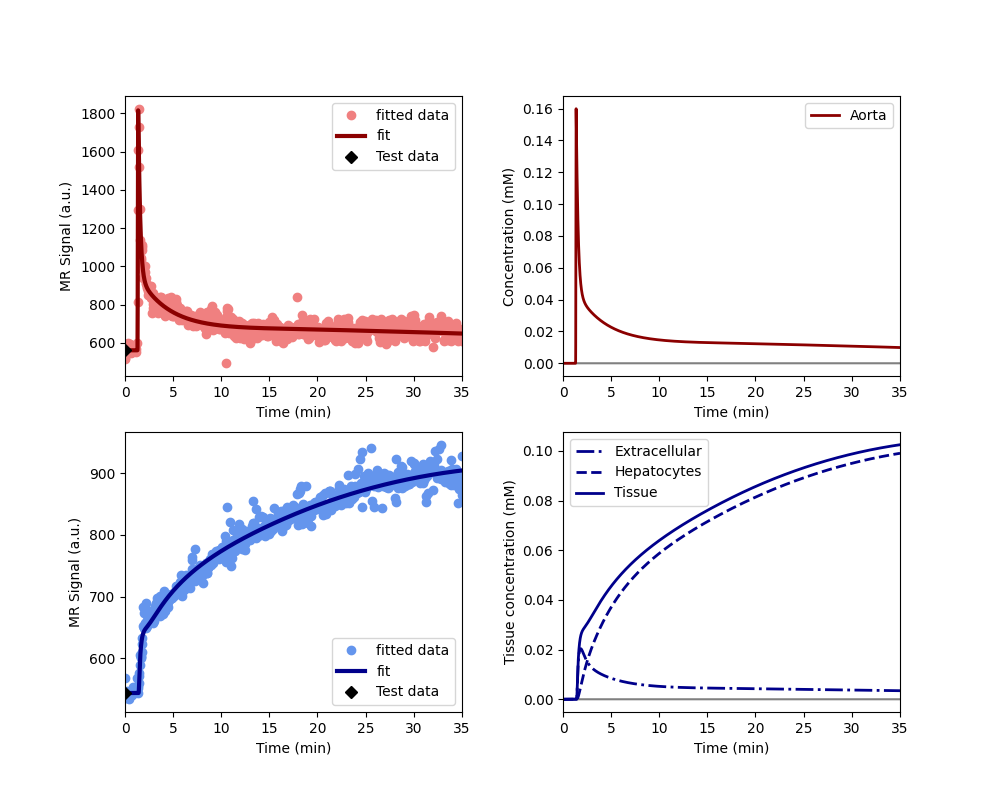 MR Signal (a.u.)
1800
1600
1400
1200
1000
800
600
0 5 10 15 20 25 30 35
Time (min)
fitted data
fit
Test data
Concentration (mM)
0.16
0.14
0.12
0.10
0.08
0.06
0.04
0.02
0.00
0 5 10 15 20 25 30 35
Time (min)
Aorta
MR Signal (a.u.)
900
800
700
600
0 5 10 15 20 25 30 35
Time (min)
fitted data
fit
Test data
Tissue concentration (mM)
0.10
0.08
0.06
0.04
0.02
0.00
0 5 10 15 20 25 30 35
Time (min)
Extracellular
Hepatocytes
Tissue